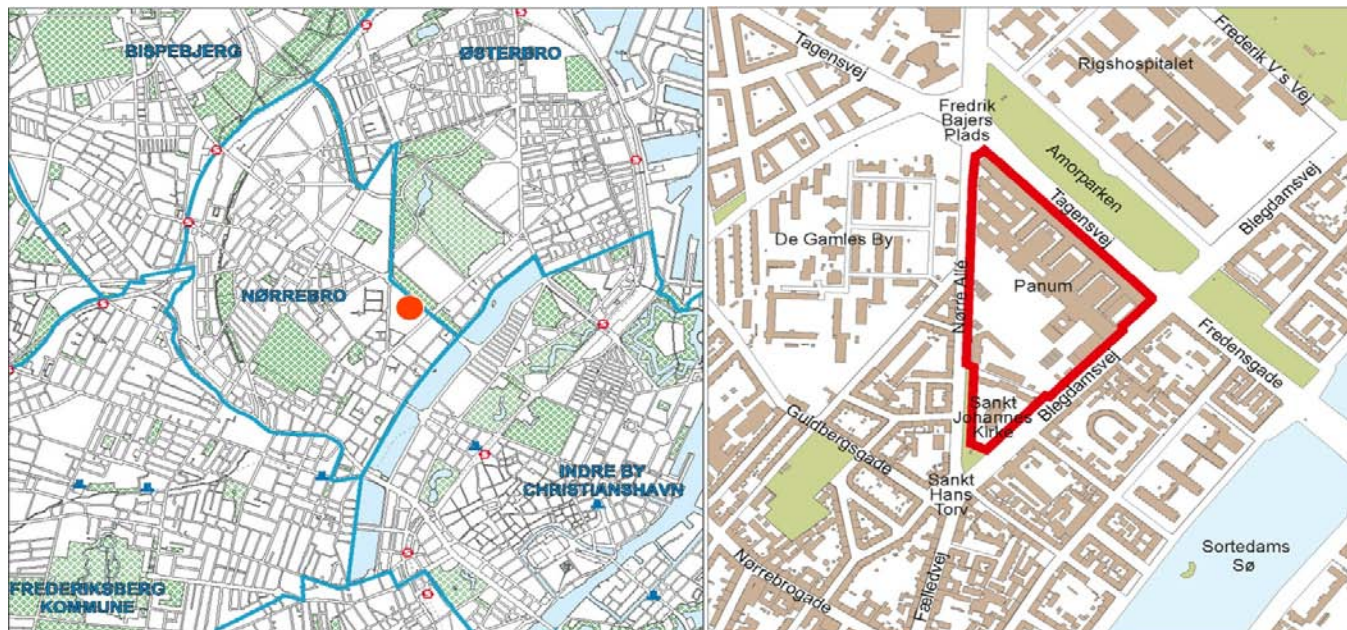 BISPEBJERG
ØSTERBRO
NØRREBRO
INDRE BY
CHRISTIANSHAVN
FREDERIKSBERG
KOMMUNE
Tagensvej
Rigshospitalet
Frederik V's Vej
Fredrik
Bajers
Plads
Amorparken
Tagensvej
Blegdamsvej
De Gamles By
Nørre Allé
Panum
Fredensgade
Blegdamsvej
Sankt
Johannes
Kirke
Guldbergsgade
Sankt
Hans
Torv
Sortedams
Sø
Nørrebrogade
Fælledvej